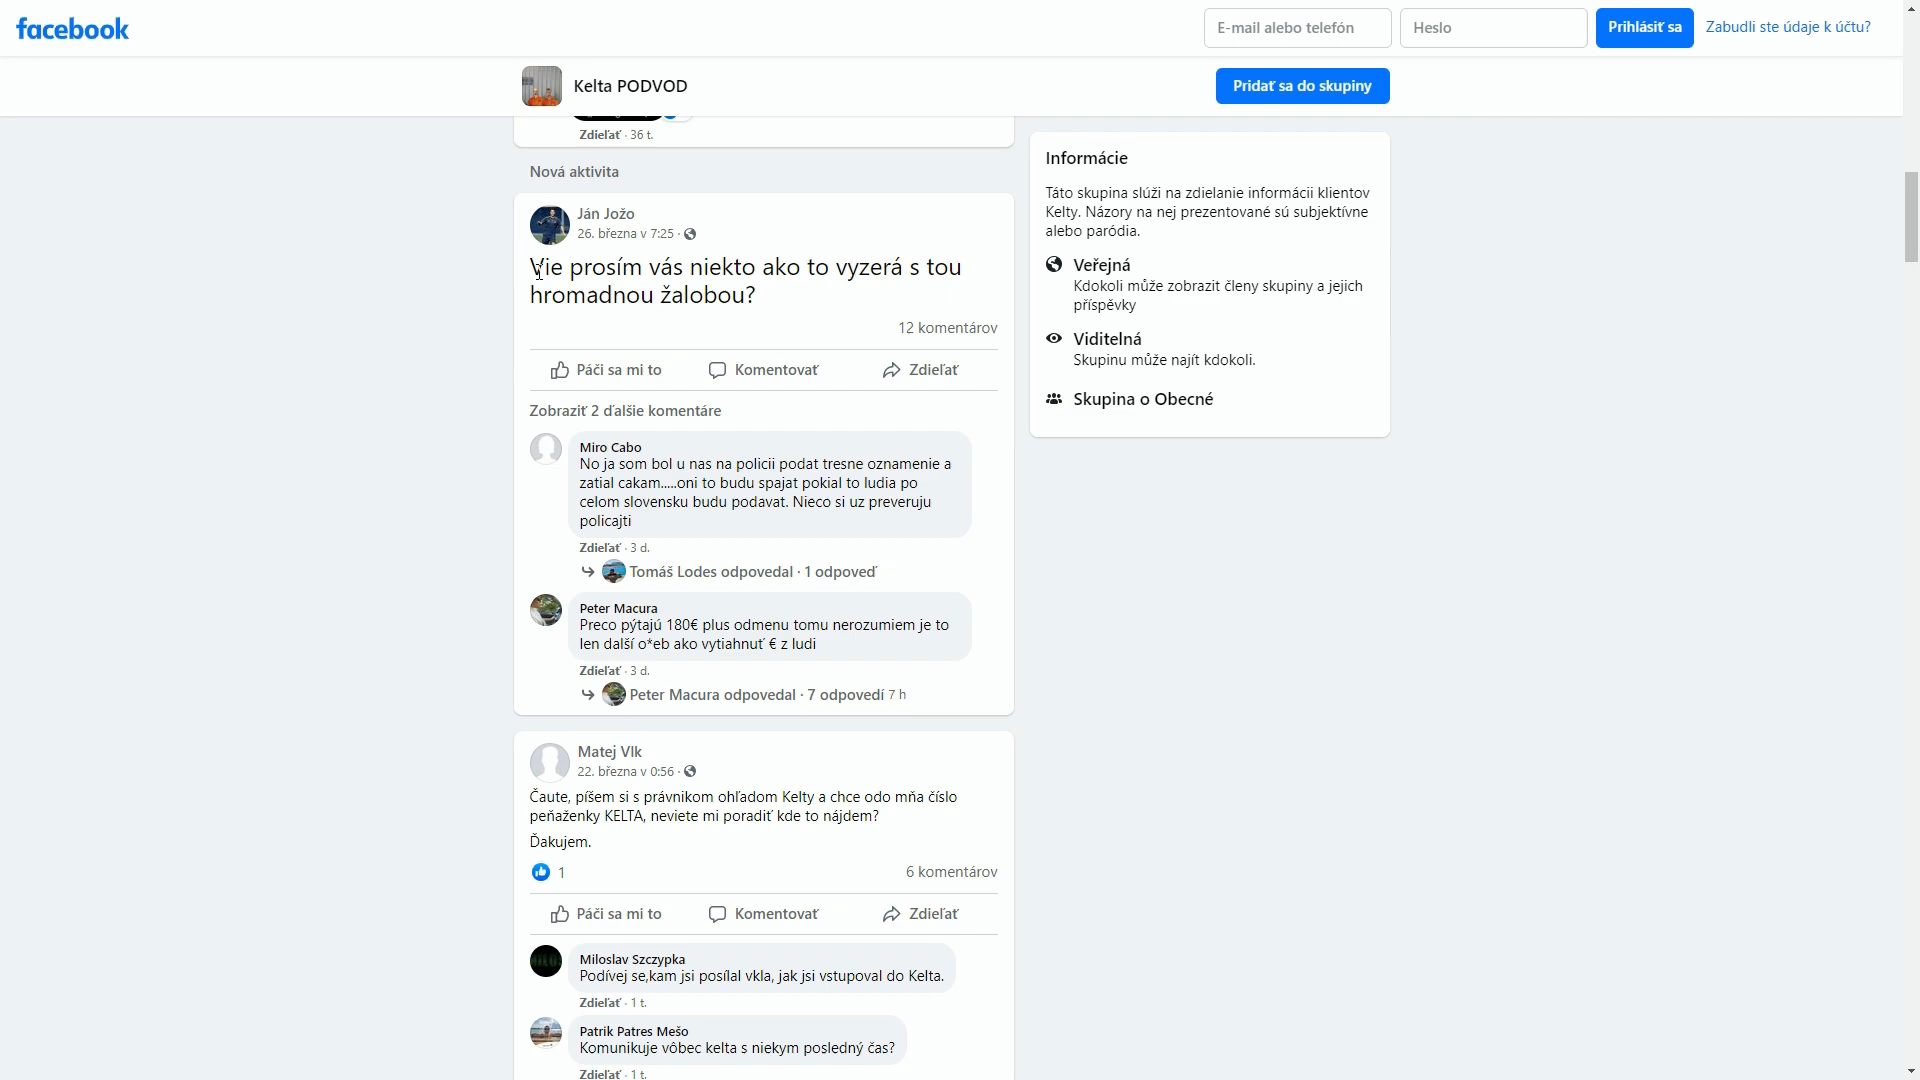 facebook
E-mail alebo telefón
Heslo
Prihlásiť sa
Zabudli ste údaje k účtu?
Kelta PODVOD
Pridať sa do skupiny
Zdieľať · 36 t.
Nová aktivita
Ján Jožo
26. března v 7:25 ·
Vie prosím vás niekto ako to vyzerá s tou
hromadnou žalobou?
12 komentárov
Páči sa mi to
Komentovať
Zdieľať
Zobraziť 2 ďalšie komentáre
Miro Cabo
No ja som bol u nas na policii podat tresne oznamenie a
zatial cakam.....oni to budu spajat pokial to ludia po
celom slovensku budu podavat. Nieco si uz preveruju
policajti
Zdieľať · 3 d.
Tomáš Lodes odpovedal · 1 odpoveď
Peter Macura
Preco pýtajú 180€ plus odmenu tomu nerozumiem je to
len další o*eb ako vytiahnuť € z ludi
Zdieľať · 3 d.
Peter Macura odpovedal · 7 odpovedí 7 h
Matej Vlk
22. března v 0:56 ·
Čaute, píšem si s právnikom ohľadom Kelty a chce odo mňa číslo
peňaženky KELTA, neviete mi poradiť kde to nájdem?
Ďakujem.
1
6 komentárov
Páči sa mi to
Komentovať
Zdieľať
Miloslav Szczypka
Podívej se,kam jsi posílal vkla, jak jsi vstupoval do Kelta.
Zdieľať · 1 t.
Patrik Patres Mešo
Komunikuje vôbec kelta s niekym posledný čas?
Zdieľať · 1 t.
Informácie
Táto skupina slúži na zdielanie informácii klientov
Kelty. Názory na nej prezentované sú subjektívne
alebo paródia.
Veřejná
Kdokoli může zobrazit členy skupiny a jejich
příspěvky
Viditelná
Skupinu může najít kdokoli.
Skupina o Obecné